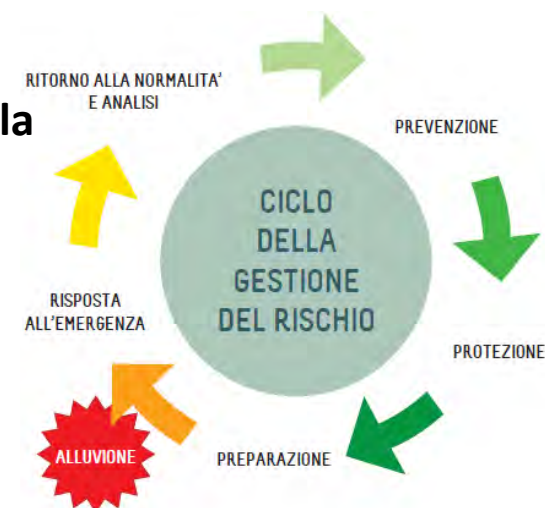 RITORNO ALLA NORMALITA'
E ANALISI
la
PREVENZIONE
CICLO
DELLA
GESTIONE
DEL RISCHIO
RISPOSTA
ALL'EMERGENZA
PROTEZIONE
ALLUVIONE
PREPARAZIONE